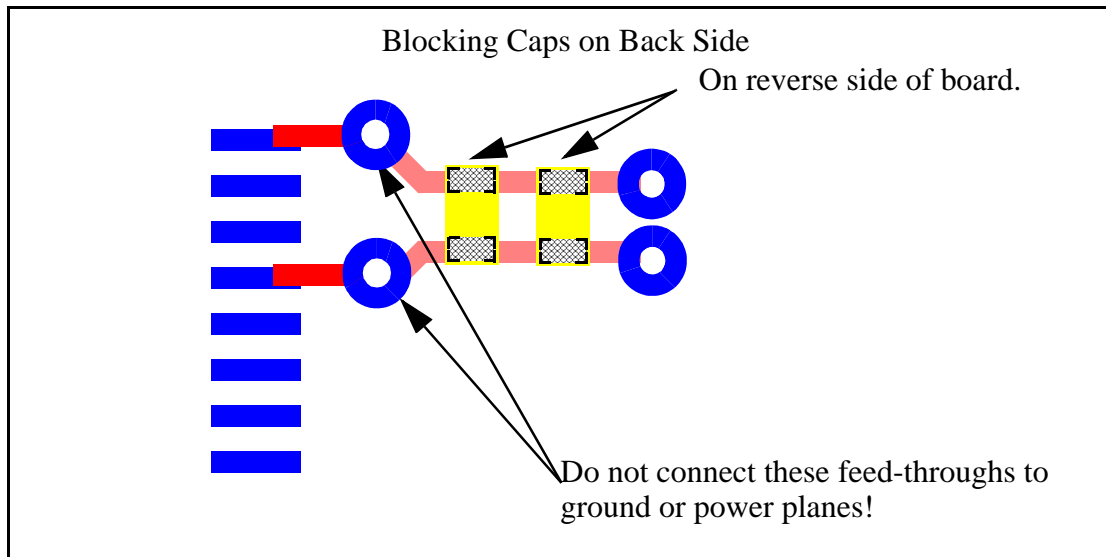 Blocking Caps on Back Side
On reverse side of board.
Do not connect these feed-throughs to
ground or power planes!